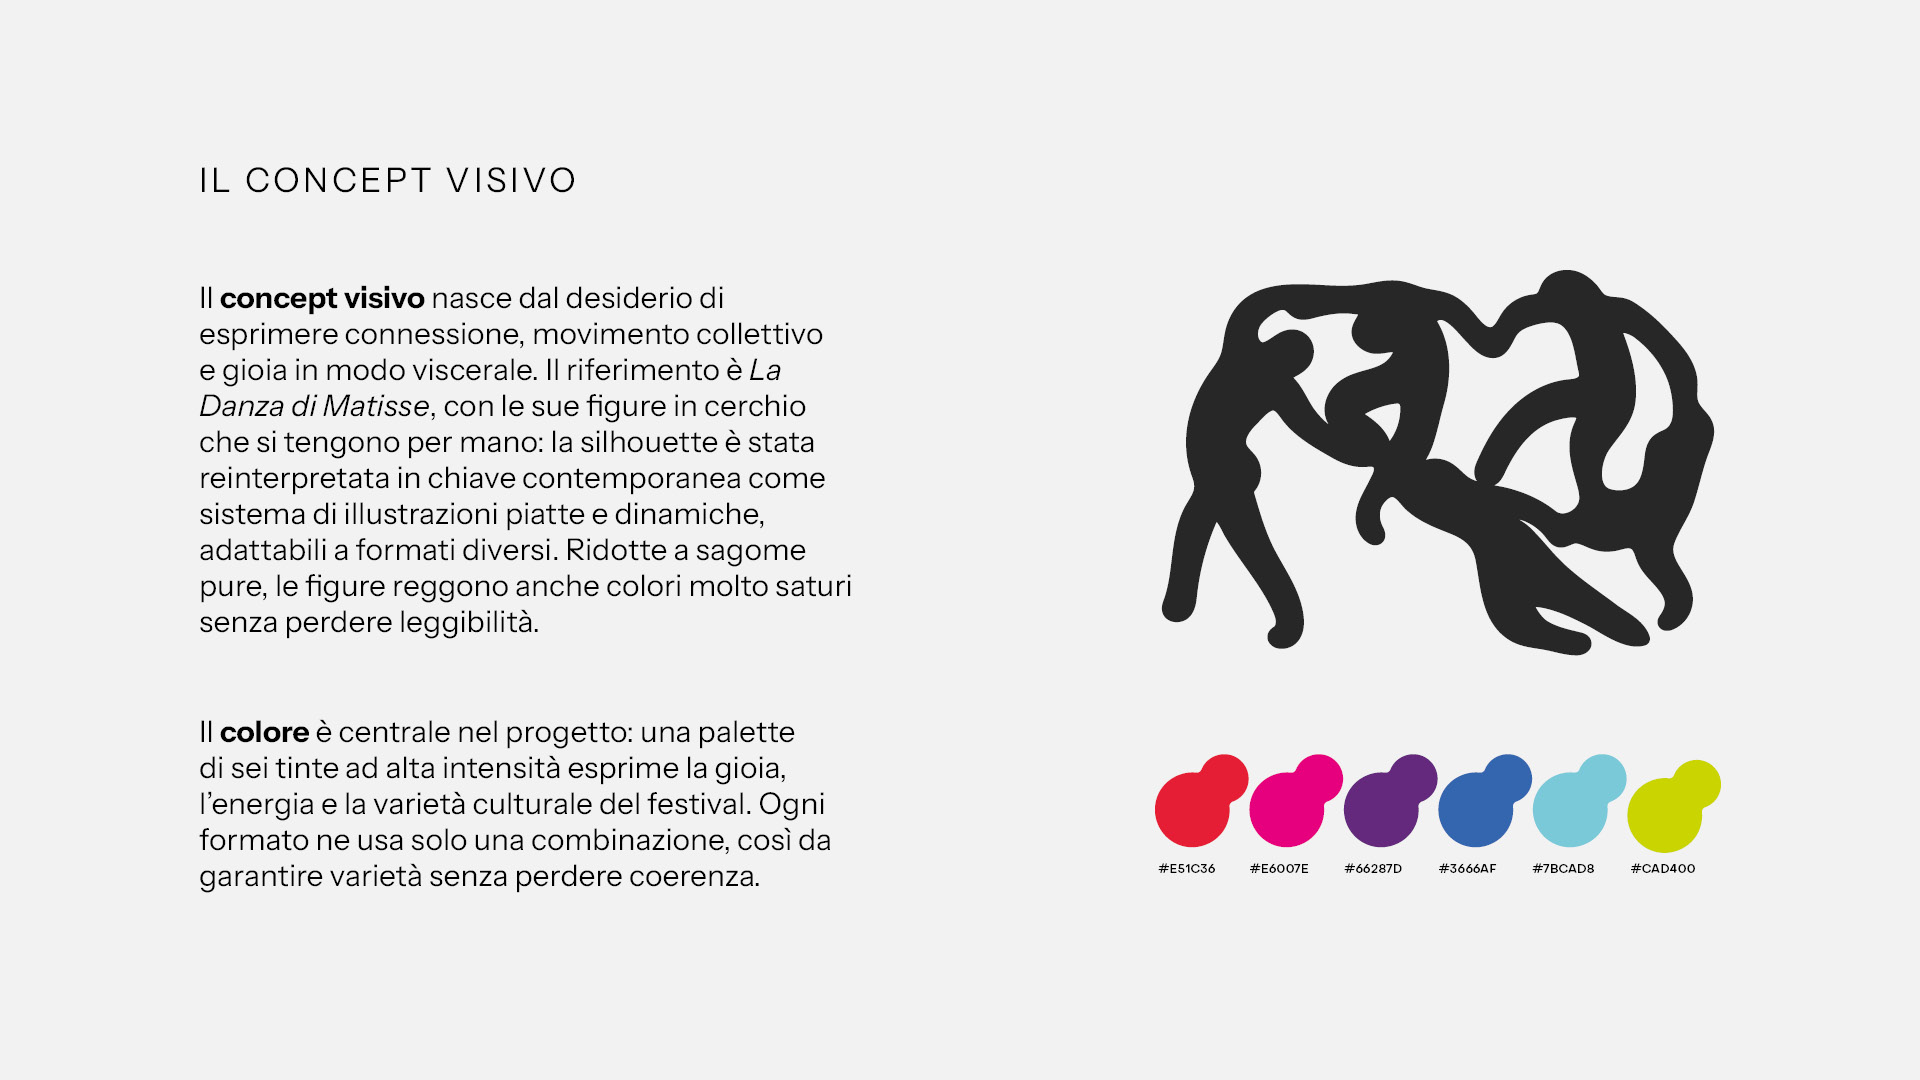 IL CONCEPT VISIVO
Il concept visivo nasce dal desiderio di
esprimere connessione, movimento collettivo
e gioia in modo viscerale. Il riferimento è La
Danza di Matisse, con le sue figure in cerchio
che si tengono per mano: la silhouette è stata
reinterpretata in chiave contemporanea come
sistema di illustrazioni piatte e dinamiche,
adattabili a formati diversi. Ridotte a sagome
pure, le figure reggono anche colori molto saturi
senza perdere leggibilità.
Il colore è centrale nel progetto: una palette
di sei tinte ad alta intensità esprime la gioia,
l’energia e la varietà culturale del festival. Ogni
formato ne usa solo una combinazione, così da
garantire varietà senza perdere coerenza.
#E51C36 #E6007E #66287D #3666AF #7BCAD8 #CAD400